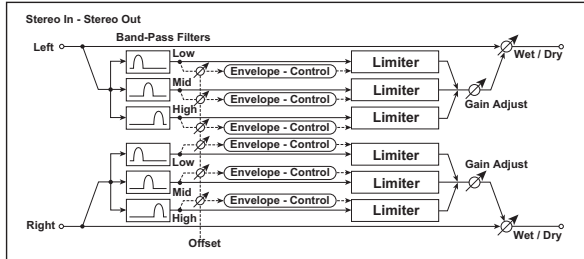 Stereo In - Stereo Out
Band-Pass Filters
Left
Low
Limiter
Wet / Dry
Envelope - Control
Mid
Limiter
Envelope - Control
Gain Adjust
High
Limiter
Envelope - Control
Envelope - Control
Limiter
Low
Gain Adjust
Envelope - Control
Mid
Limiter
Envelope - Control
High
Limiter
Right
Wet / Dry
Offset